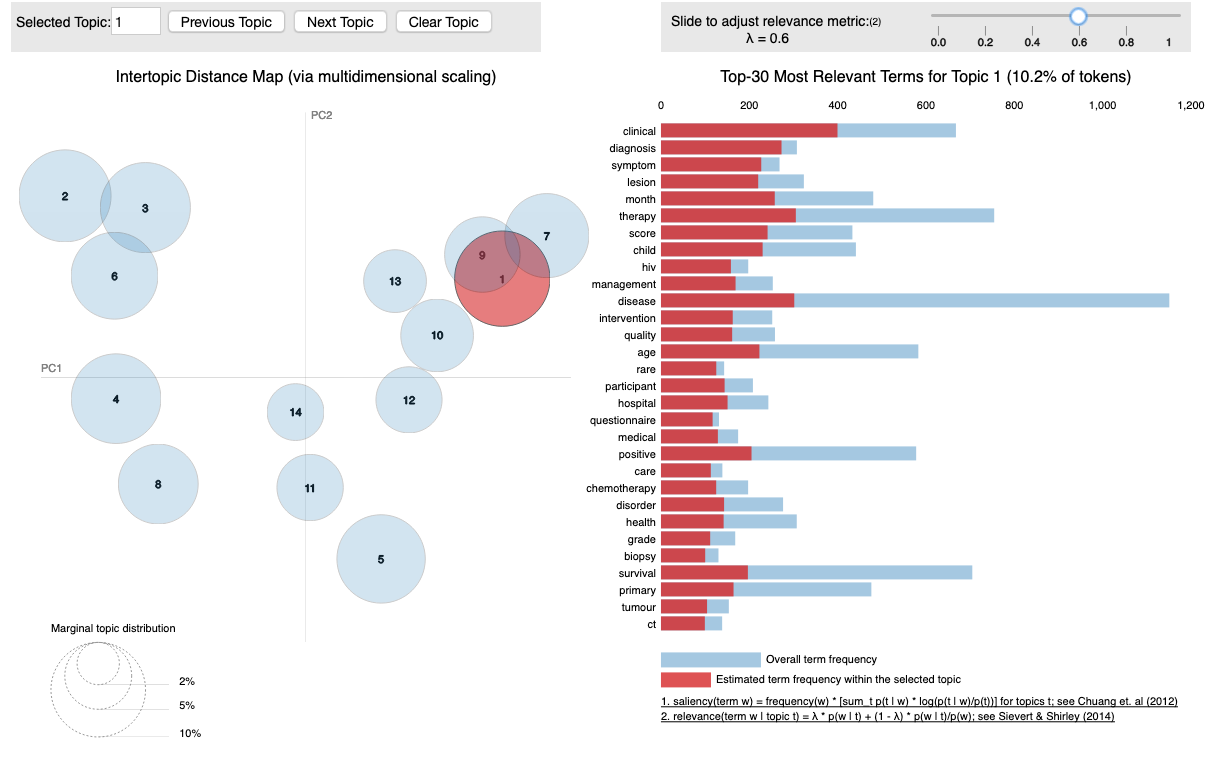 Selected Topic: 1 Previous Topic Next Topic Clear Topic
Slide to adjust relevance metric:(2)
λ = 0.6
0.0 0.2 0.4 0.6 0.8 1
Intertopic Distance Map (via multidimensional scaling)
PC2
PC1
2
3
6
7
9
1
13
10
4
12
14
8
11
5
Marginal topic distribution
2%
5%
10%
Top-30 Most Relevant Terms for Topic 1 (10.2% of tokens)
0 200 400 600 800 1,000 1,200
clinical
diagnosis
symptom
lesion
month
therapy
score
child
hiv
management
disease
intervention
quality
age
rare
participant
hospital
questionnaire
medical
positive
care
chemotherapy
disorder
health
grade
biopsy
survival
primary
tumour
ct
Overall term frequency
Estimated term frequency within the selected topic
1. saliency(term w) = frequency(w) * [sum_t p(t | w) * log(p(t | w)/p(t))] for topics t; see Chuang et. al (2012)
2. relevance(term w | topic t) = λ * p(w | t) + (1 - λ) * p(w | t)/p(w); see Sievert & Shirley (2014)